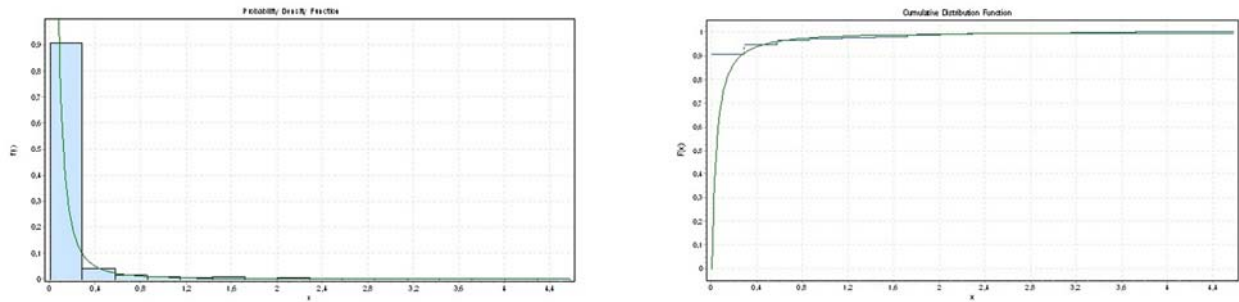 Probability Density Function
f(x)
0,9
0,8
0,7
0,6
0,5
0,4
0,3
0,2
0,1
0
0 0,4 0,8 1,2 1,6 2 2,4 2,8 3,2 3,6 4 4,4
x
Cumulative Distribution Function
F(x)
1
0,9
0,8
0,7
0,6
0,5
0,4
0,3
0,2
0,1
0
0 0,4 0,8 1,2 1,6 2 2,4 2,8 3,2 3,6 4 4,4
x